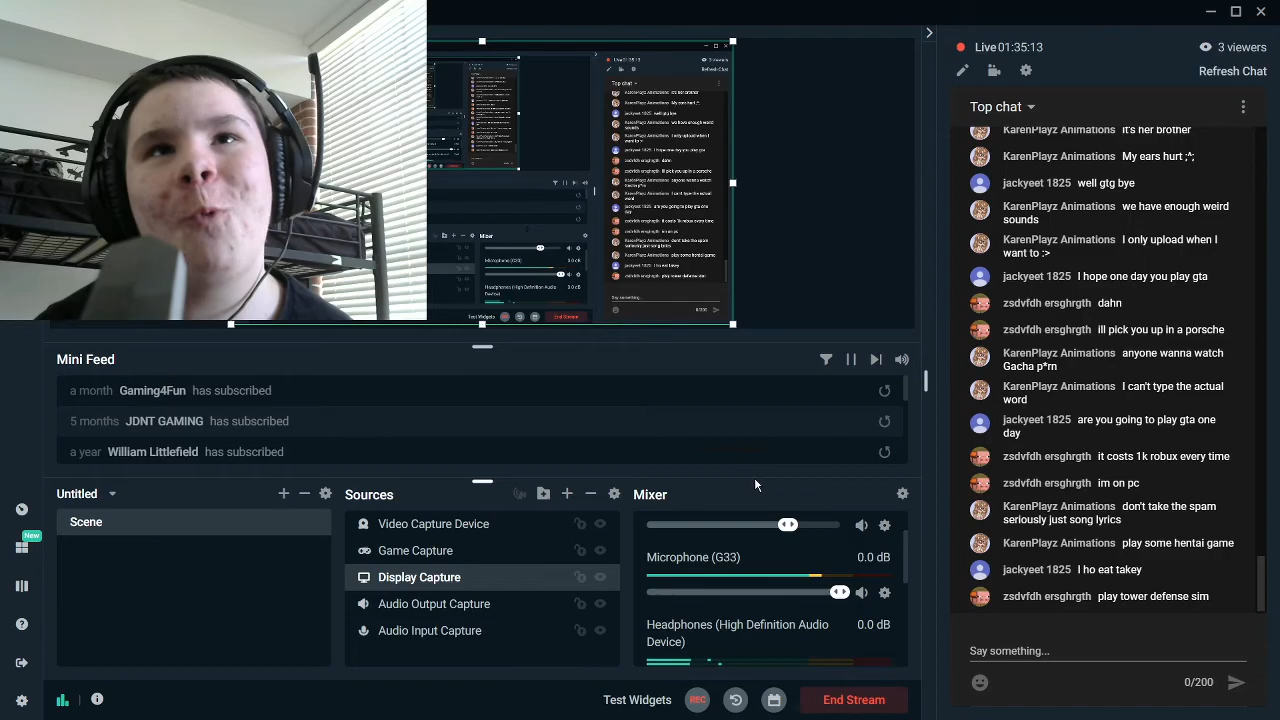 Live 01:35:13
3 viewers
Refresh Chat
Top chat
KarenPlayz Animations it's her brother
KarenPlayz Animations My ears hurt ;^;
jackyeet 1825 well gtg bye
KarenPlayz Animations we have enough weird
sounds
KarenPlayz Animations I only upload when I
want to :>
jackyeet 1825 I hope one day you play gta
zsdvfdh ersghrgth dahn
zsdvfdh ersghrgth ill pick you up in a porsche
KarenPlayz Animations anyone wanna watch
Gacha p*rn
KarenPlayz Animations I can't type the actual
word
jackyeet 1825 are you going to play gta one
day
zsdvfdh ersghrgth it costs 1k robux every time
zsdvfdh ersghrgth im on pc
KarenPlayz Animations don't take the spam
seriously just song lyrics
KarenPlayz Animations play some hentai game
jackyeet 1825 I ho eat takey
zsdvfdh ersghrgth play tower defense sim
Say something...
0/200
Mini Feed
a month Gaming4Fun has subscribed
5 months JDNT GAMING has subscribed
a year William Littlefield has subscribed
Untitled
Scene
New
Sources
Video Capture Device
Game Capture
Display Capture
Audio Output Capture
Audio Input Capture
Mixer
Microphone (G33) 0.0 dB
Headphones (High Definition Audio
Device) 0.0 dB
Test Widgets
REC
End Stream